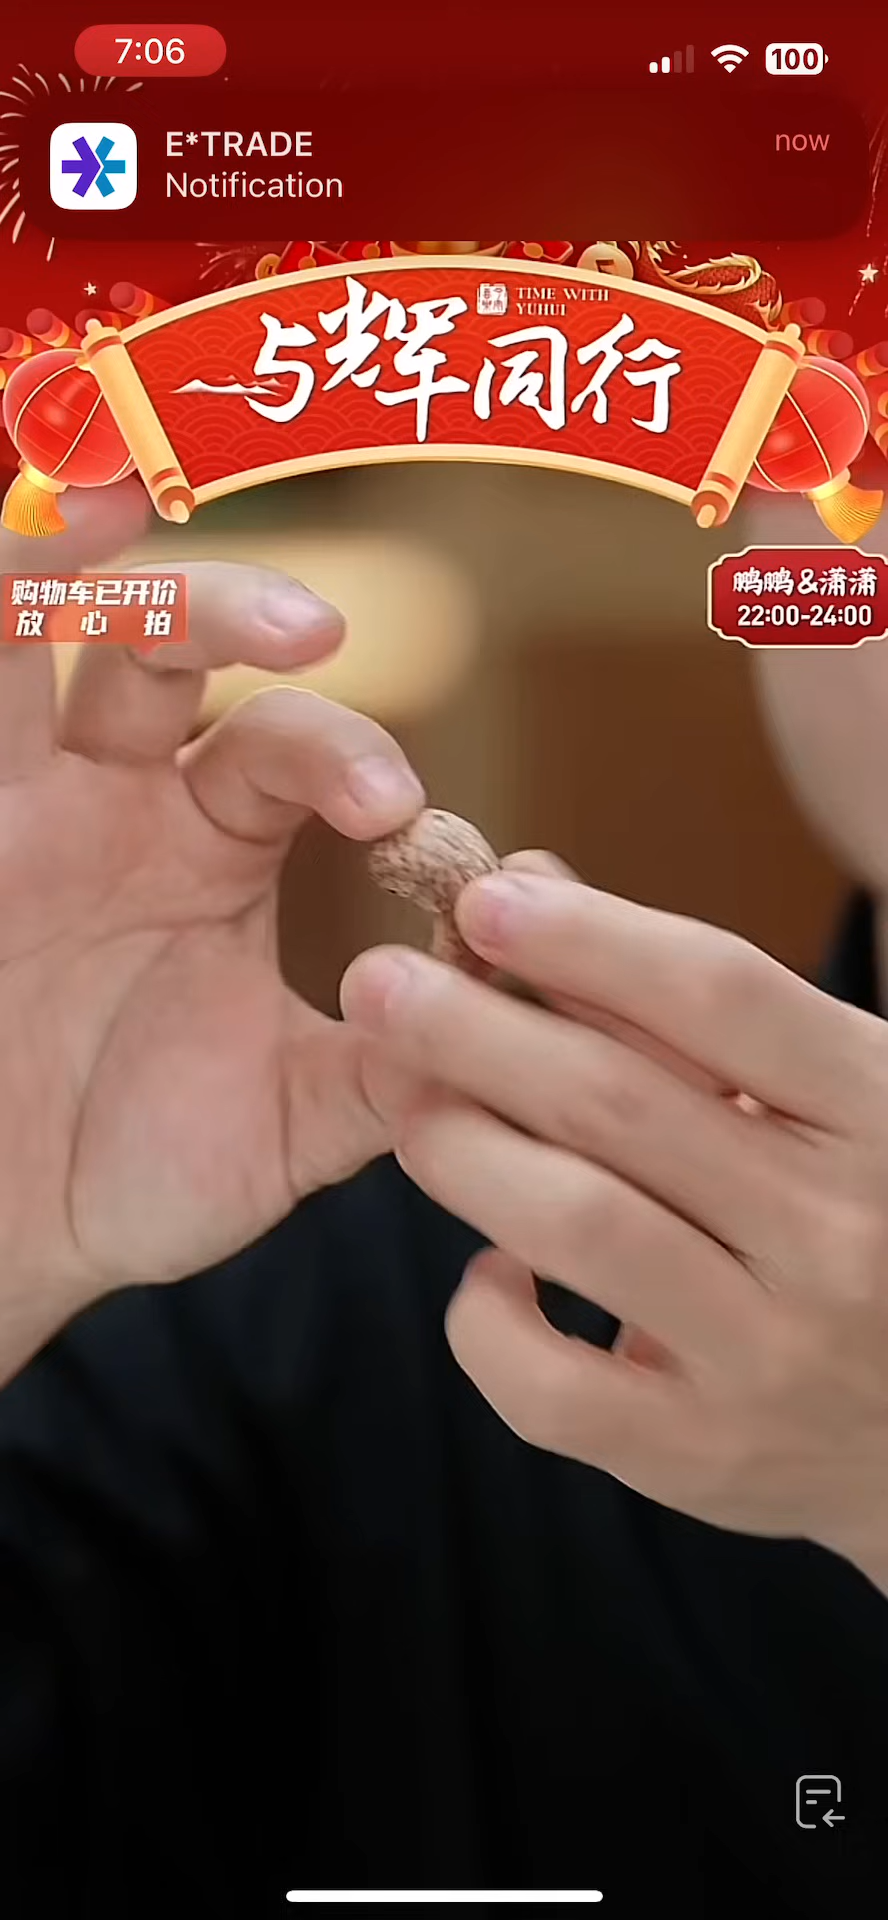 7:06
100
E*TRADE
now
Notification
与辉同行
TIME WITH
YUHUI
购物车已开价
放 心 拍
鹏鹏&潇潇
22:00-24:00